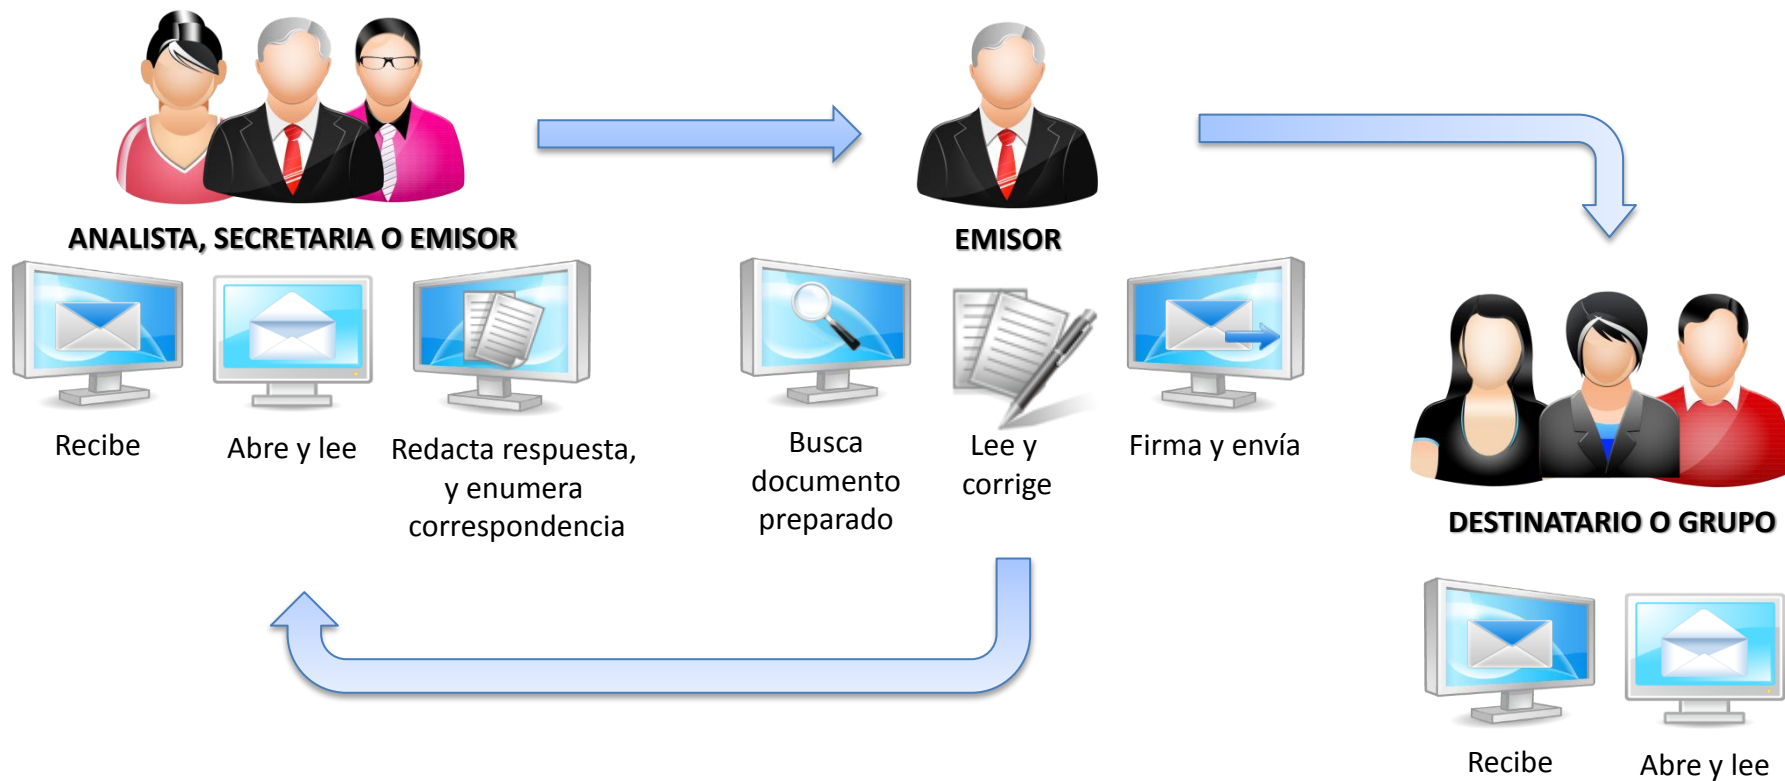 ANALISTA, SECRETARIA O EMISOR
Recibe
Abre y lee
Redacta respuesta,
y enumera
correspondencia
EMISOR
Busca
documento
preparado
Lee y
corrige
Firma y envía
DESTINATARIO O GRUPO
Recibe
Abre y lee